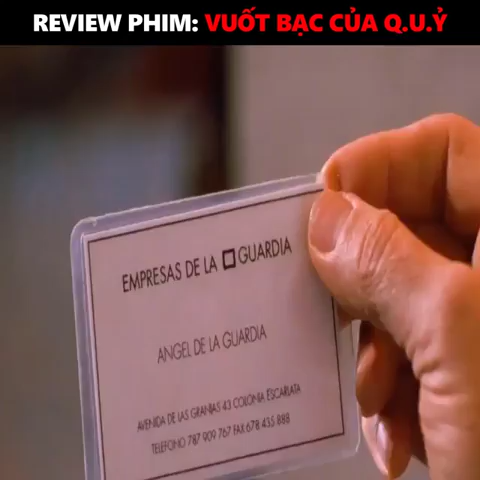 REVIEW PHIM: VUỐT BẠC CỦA Q.U.Ỷ
EMPRESAS DE LA GUARDIA
ANGEL DE LA GUARDIA
AVENIDA DE LAS GRANJAS 43 COLONIA ESCARLATA
TELEFONO 787 909 767 FAX 678 435 888